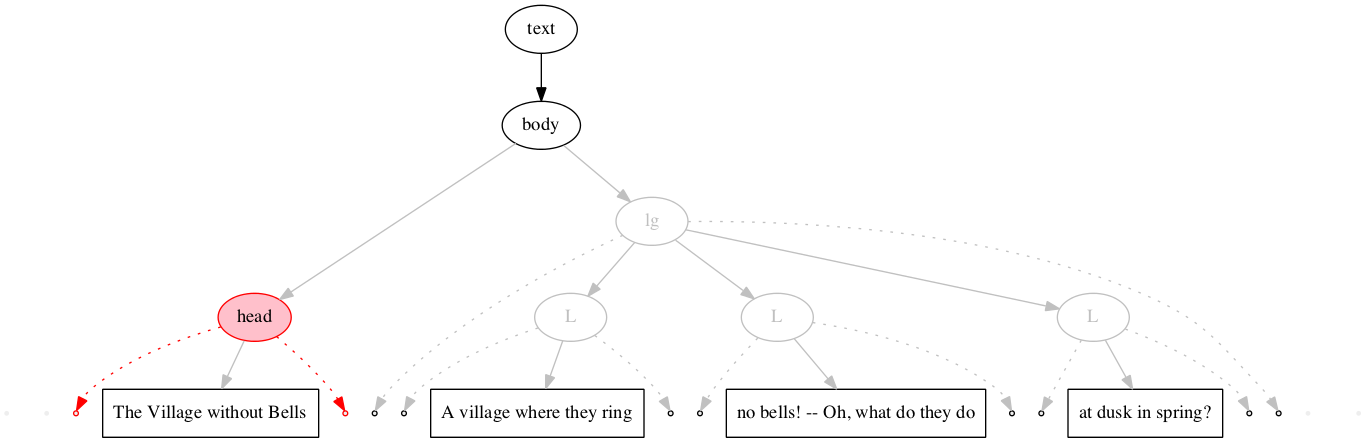 text
body
lg
head
L
L
L
The Village without Bells
A village where they ring
no bells! -- Oh, what do they do
at dusk in spring?